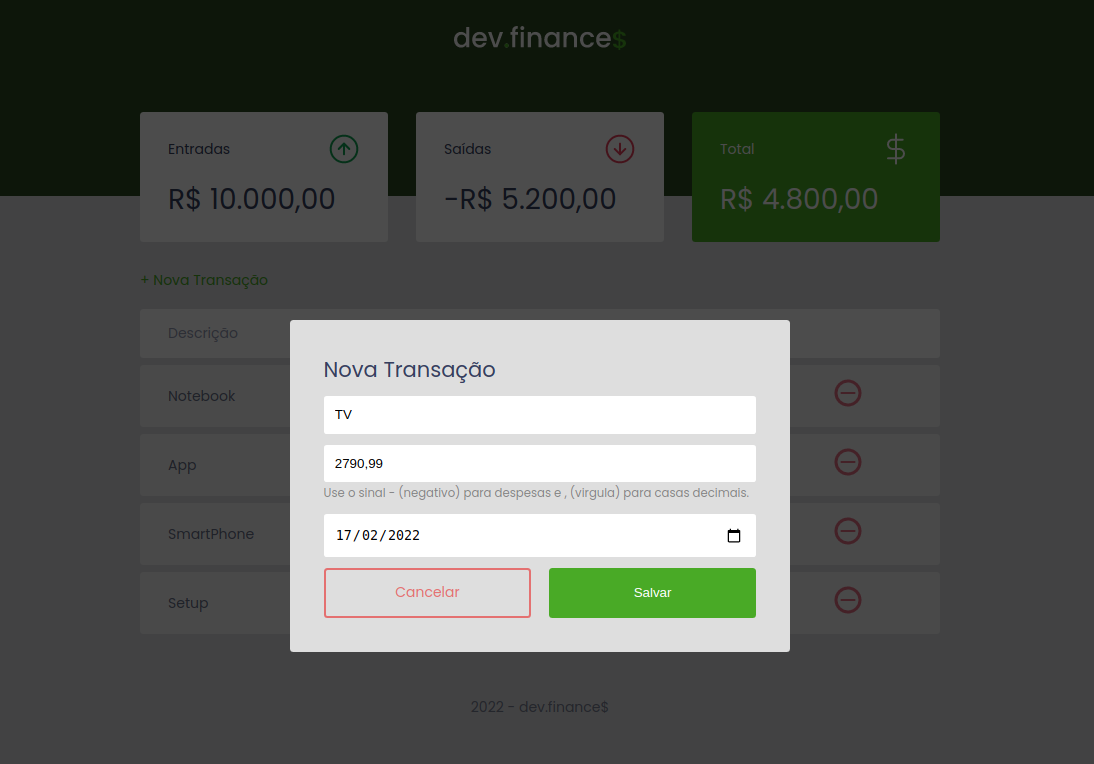 dev.finance$
Entradas
R$ 10.000,00
Saídas
-R$ 5.200,00
Total
$
R$ 4.800,00
+ Nova Transação
Descrição
Notebook
App
SmartPhone
Setup
Nova Transação
TV
2790,99
Use o sinal - (negativo) para despesas e , (virgula) para casas decimais.
17/02/2022
Cancelar
Salvar
2022 - dev.finance$